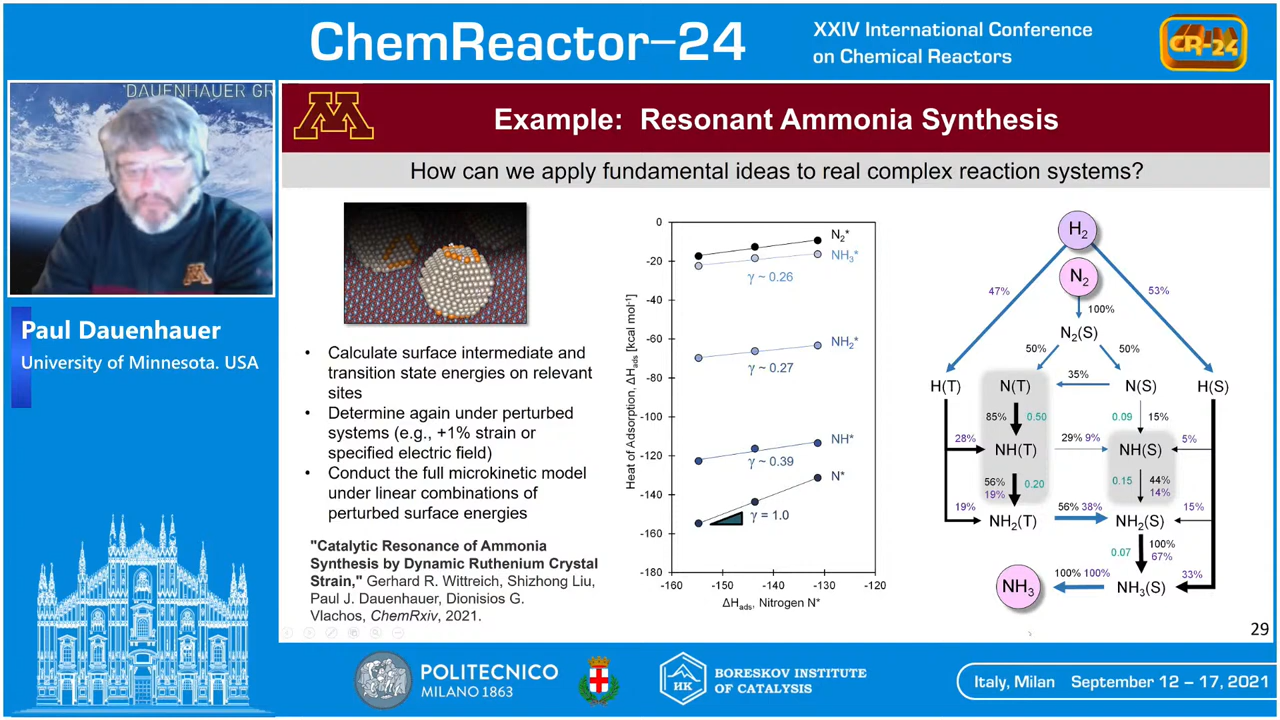 ChemReactor-24
XXIV International Conference
on Chemical Reactors
CR-24
DAUENHAUER GR
M
Paul Dauenhauer
University of Minnesota. USA
Example: Resonant Ammonia Synthesis
How can we apply fundamental ideas to real complex reaction systems?
• Calculate surface intermediate and
transition state energies on relevant
sites
• Determine again under perturbed
systems (e.g., +1% strain or
specified electric field)
• Conduct the full microkinetic model
under linear combinations of
perturbed surface energies
"Catalytic Resonance of Ammonia
Synthesis by Dynamic Ruthenium Crystal
Strain," Gerhard R. Wittreich, Shizhong Liu,
Paul J. Dauenhauer, Dionisios G.
Vlachos, ChemRxiv, 2021.
Heat of Adsorption, ΔHads [kcal mol-1]
0
-20
-40
-60
-80
-100
-120
-140
-160
-180
N2*
NH3*
γ ~ 0.26
NH2*
γ ~ 0.27
NH*
γ ~ 0.39
N*
γ = 1.0
-160 -150 -140 -130 -120
ΔHads, Nitrogen N*
H2
N2
47% 53%
100%
N2(S)
50% 50%
H(T) N(T) 35% N(S) H(S)
85% 0.50 0.09 15%
28% NH(T) 29% 9% NH(S) 5%
56% 19% 0.20 0.15 44% 14%
19% NH2(T) 56% 38% NH2(S) 15%
0.07 100% 67%
NH3 100% 100% NH3(S) 33%
29
POLITECNICO
MILANO 1863
HK
BORESKOV INSTITUTE
OF CATALYSIS
Italy, Milan September 12 – 17, 2021